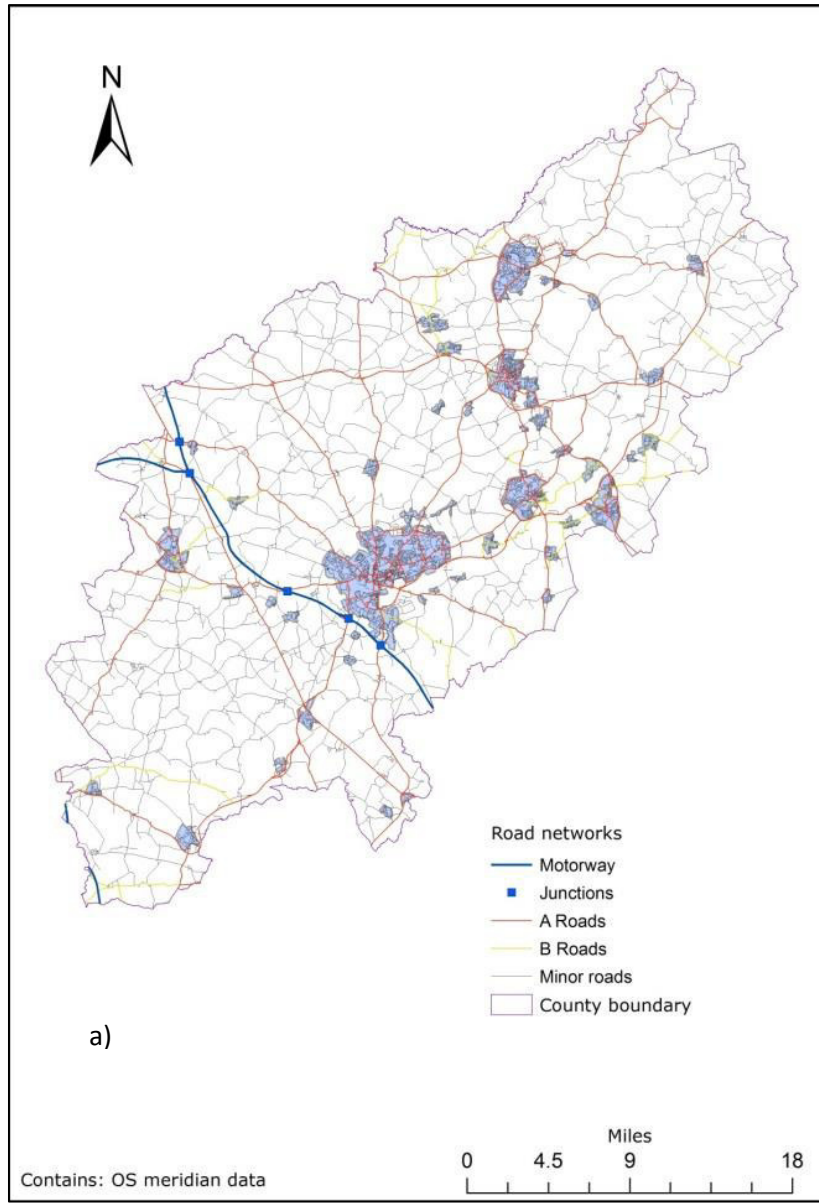 N
Road networks
Motorway
Junctions
A Roads
B Roads
Minor roads
County boundary
a)
Miles
0 4.5 9 18
Contains: OS meridian data